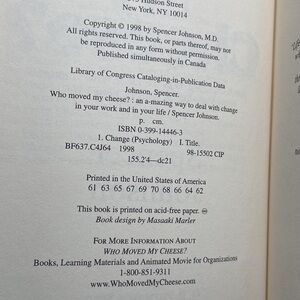 Hudson Street
New York, NY 10014
Copyright © 1998 by Spencer Johnson, M.D.
All rights reserved. This book, or parts thereof, may not
be reproduced in any form without permission.
Published simultaneously in Canada
Library of Congress Cataloging-in-Publication Data
Johnson, Spencer.
Who moved my cheese? : an a-mazing way to deal with change
in your work and in your life / Spencer Johnson.
p. cm.
ISBN 0-399-14446-3
1. Change (Psychology) I. Title.
BF637.C4J64 1998 98-15502 CIP
155.2'4—dc21
Printed in the United States of America
61 63 65 67 69 70 68 66 64 62
This book is printed on acid-free paper.
Book design by Masaaki Marler
FOR MORE INFORMATION ABOUT
WHO MOVED MY CHEESE?
Books, Learning Materials and Animated Movie for Organizations
1-800-851-9311
www.WhoMovedMyCheese.com